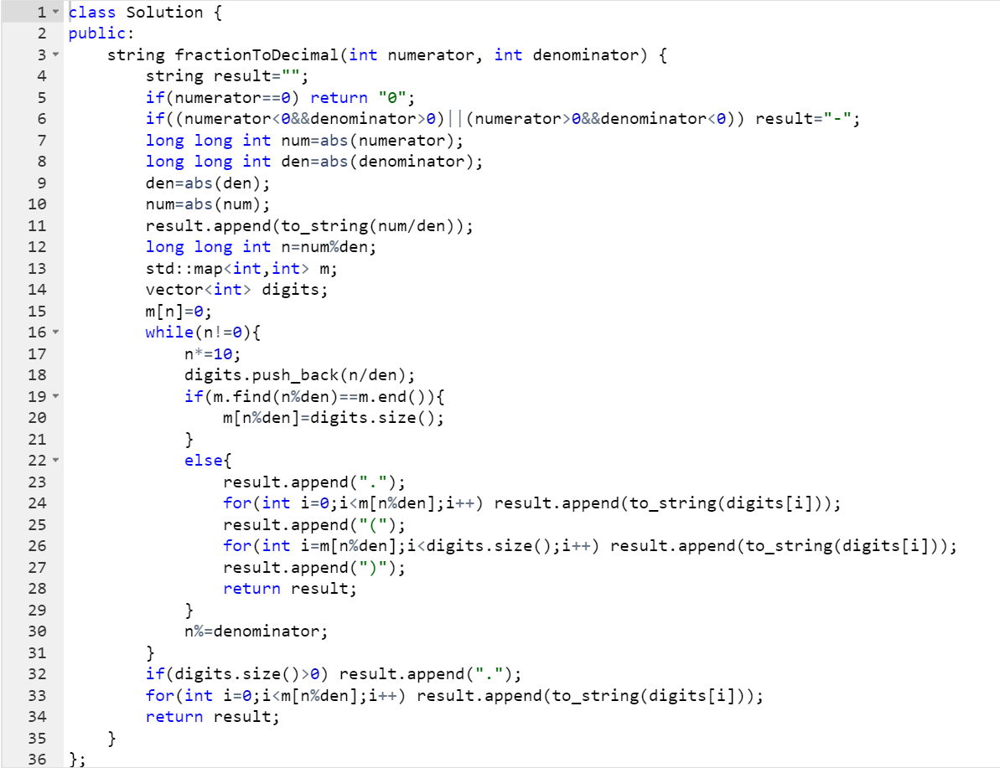 1 class Solution {
2 public:
3     string fractionToDecimal(int numerator, int denominator) {
4         string result="";
5         if(numerator==0) return "0";
6         if((numerator<0&&denominator>0)||(numerator>0&&denominator<0)) result="-";
7         long long int num=abs(numerator);
8         long long int den=abs(denominator);
9         den=abs(den);
10         num=abs(num);
11         result.append(to_string(num/den));
12         long long int n=num%den;
13         std::map<int,int> m;
14         vector<int> digits;
15         m[n]=0;
16         while(n!=0){
17             n*=10;
18             digits.push_back(n/den);
19             if(m.find(n%den)==m.end()){
20                 m[n%den]=digits.size();
21             }
22             else{
23                 result.append(".");
24                 for(int i=0;i<m[n%den];i++) result.append(to_string(digits[i]));
25                 result.append("(");
26                 for(int i=m[n%den];i<digits.size();i++) result.append(to_string(digits[i]));
27                 result.append(")");
28                 return result;
29             }
30             n%=denominator;
31         }
32         if(digits.size()>0) result.append(".");
33         for(int i=0;i<m[n%den];i++) result.append(to_string(digits[i]));
34         return result;
35     }
36 };